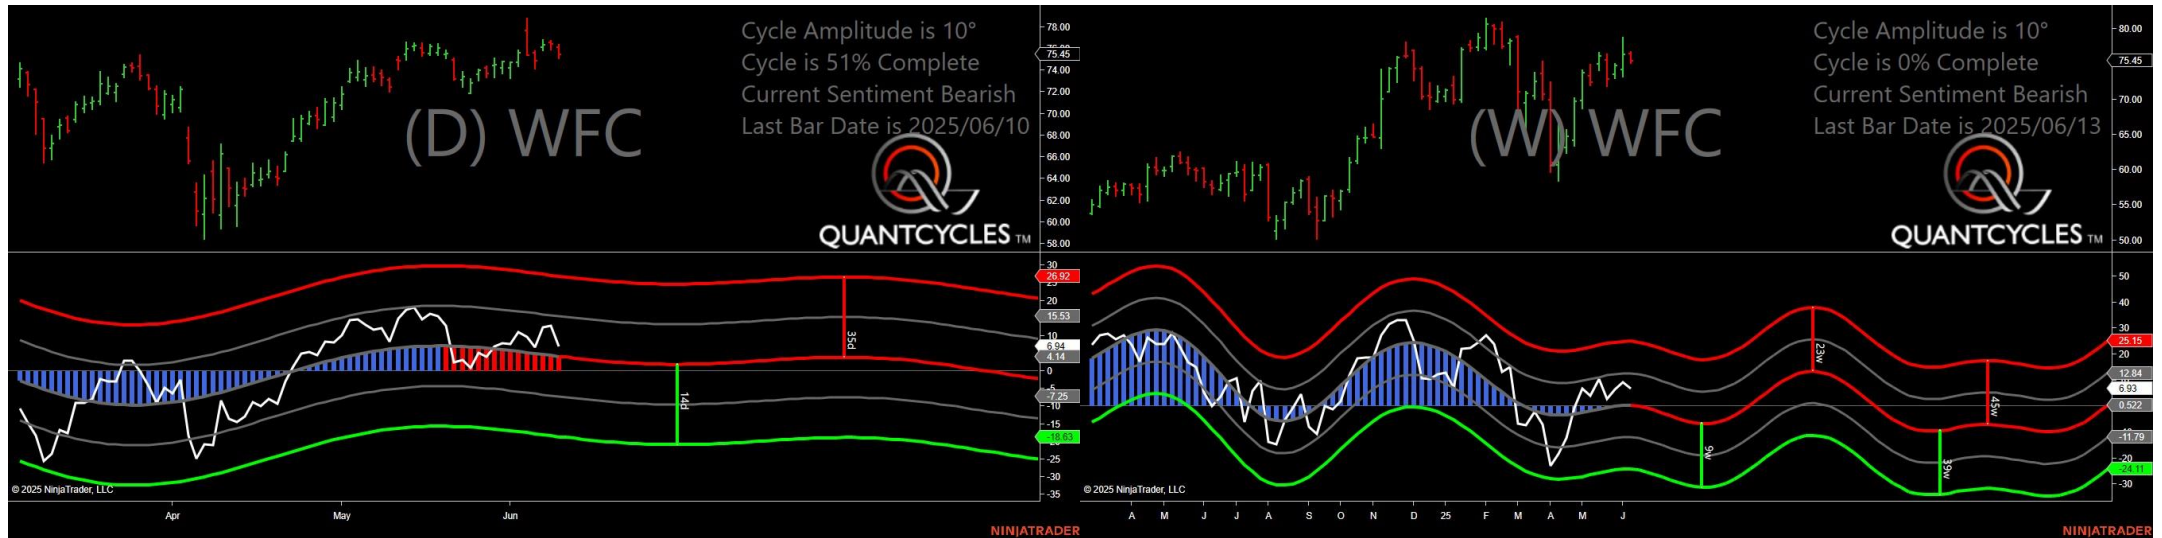 Cycle Amplitude is 10°
Cycle is 51% Complete
Current Sentiment Bearish
Last Bar Date is 2025/06/10
(D) WFC
QUANTCYCLES TM
78.00
75.45
74.00
72.00
70.00
68.00
66.00
64.00
62.00
60.00
58.00
30
26.92
20
15.53
10
6.94
4.14
0
-7.25
-10
-15
-18.63
-25
-30
-35
35d
14d
© 2025 NinjaTrader, LLC
Apr May Jun
NINJATRADER
Cycle Amplitude is 10°
Cycle is 0% Complete
Current Sentiment Bearish
Last Bar Date is 2025/06/13
(W) WFC
QUANTCYCLES TM
80.00
75.45
70.00
65.00
60.00
55.00
50.00
50
40
30
25.15
20
12.84
6.93
0.522
-11.79
-20
-24.11
-30
23w
45w
9w
39w
© 2025 NinjaTrader, LLC
A M J J A S O N D 25 F M A M J
NINJATRADER